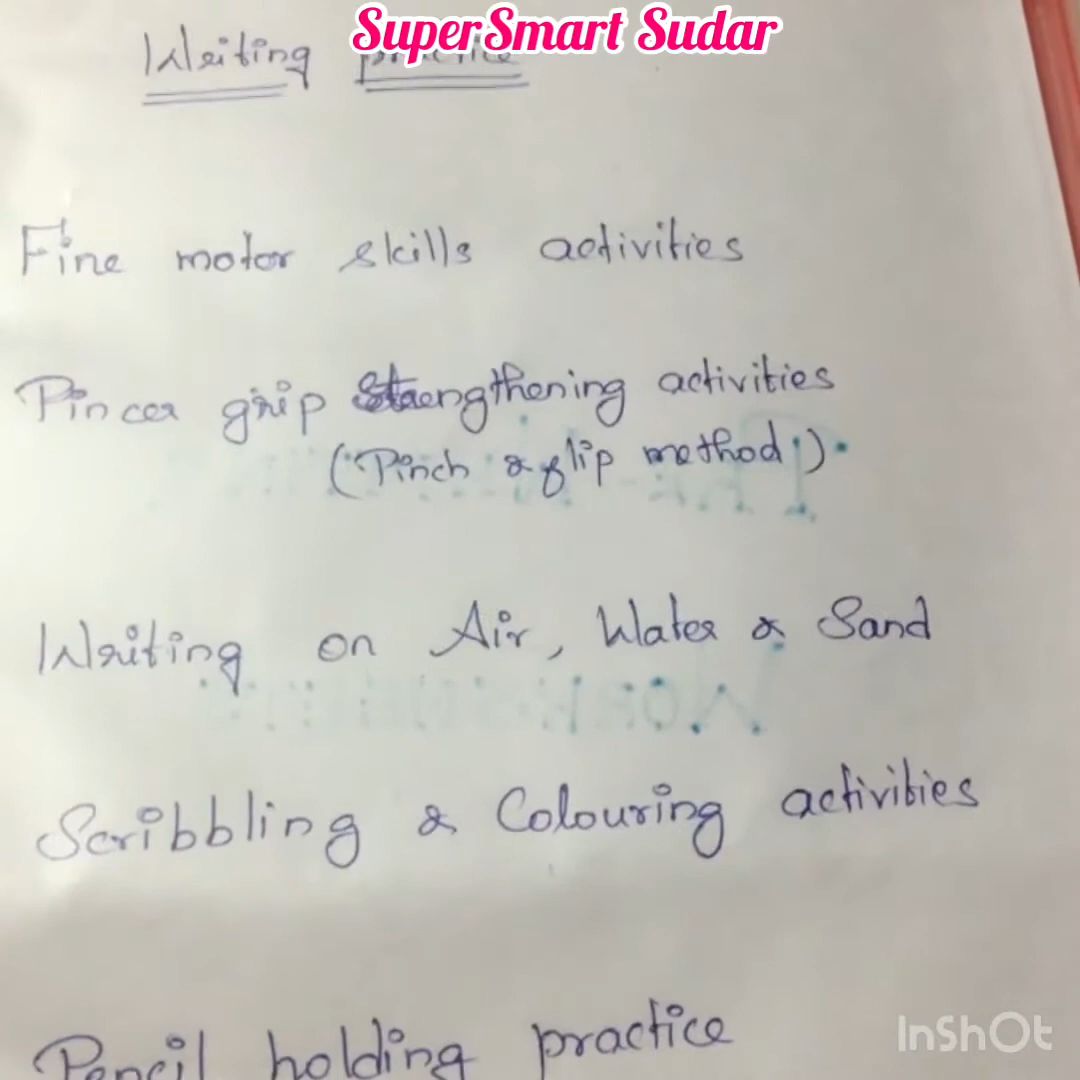 SuperSmart Sudar
Writing practice
Fine motor skills activities
Pincer grip Strengthening activities
("Pinch & flip method")
Writing on Air, Water & Sand
Scribbling & Colouring activities
Pencil holding practice
InShOt